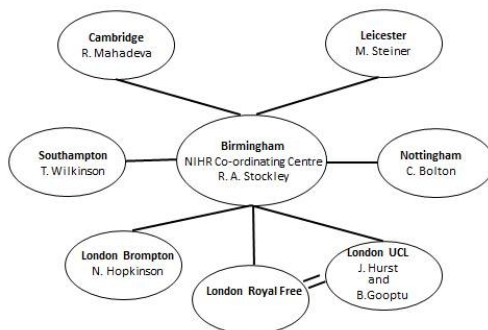 Cambridge
R. Mahadeva
Leicester
M. Steiner
Birmingham
NIHR Co-ordinating Centre
R. A. Stockley
Southampton
T. Wilkinson
Nottingham
C. Bolton
London Brompton
N. Hopkinson
London Royal Free
London UCL
J. Hurst
and
B.Gooptu